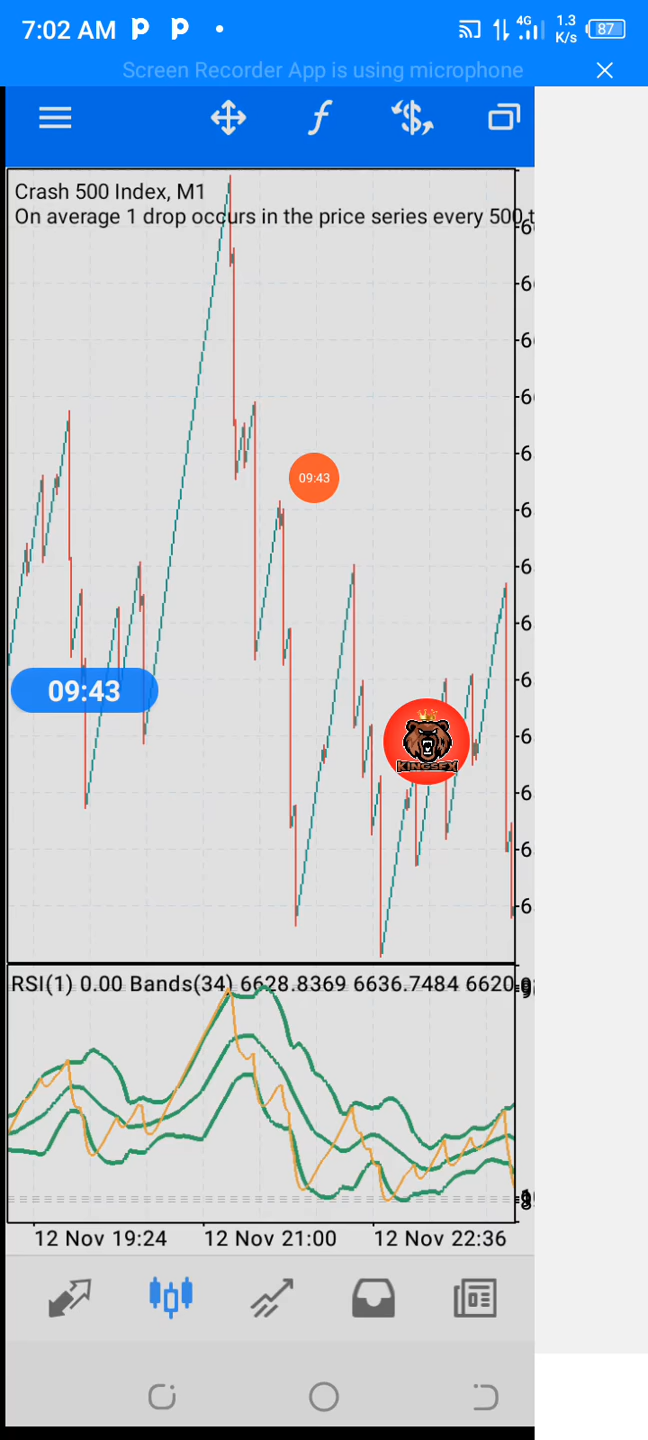 7:02 AM
4G
1.3
K/s
87
Screen Recorder App is using microphone
Crash 500 Index, M1
On average 1 drop occurs in the price series every 500 t
09:43
09:43
KINGSFX
RSI(1) 0.00 Bands(34) 6628.8369 6636.7484 6620
12 Nov 19:24 12 Nov 21:00 12 Nov 22:36